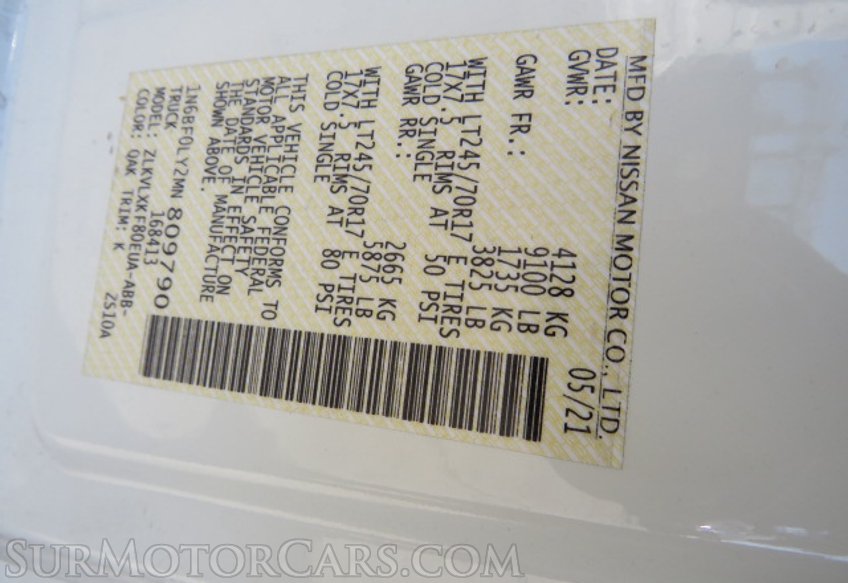 MFD BY NISSAN MOTOR CO., LTD.
DATE: 05/21
GVWR: 4128 KG
9100 LB
GAWR FR.: 1735 KG
3825 LB
WITH LT245/70R17 E TIRES
17X7.5 RIMS AT 50 PSI
COLD SINGLE
GAWR RR.: 2665 KG
5875 LB
WITH LT245/70R17 E TIRES
17X7.5 RIMS AT 80 PSI
COLD SINGLE
THIS VEHICLE CONFORMS TO
ALL APPLICABLE FEDERAL
MOTOR VEHICLE SAFETY
STANDARDS IN EFFECT ON
THE DATE OF MANUFACTURE
SHOWN ABOVE.
1N6BF0LY2MN809790
TRUCK 168413
MODEL: ZLKVLXKF80EUA-ABB-
COLOR: QAK TRIM: K ZS10A
SurMotorCars.com